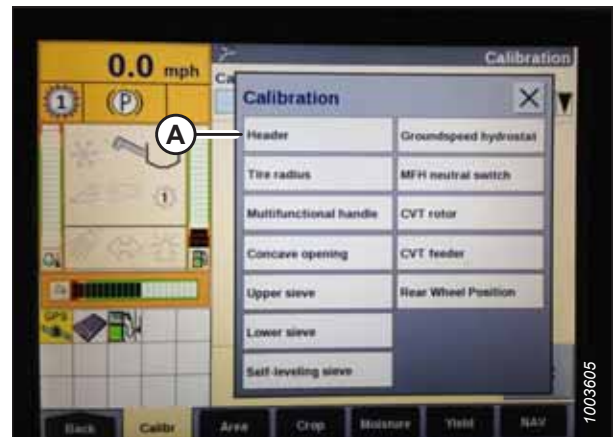 0.0 mph
Calibration
Ca
1
(P)
Calibration
X
A
Header
Groundspeed hydrostat
Tire radius
MFH neutral switch
1
Multifunctional handle
CVT rotor
Concave opening
CVT feeder
Upper sieve
Rear Wheel Position
GPS
Lower sieve
Self-leveling sieve
Back
Calibr
Area
Crop
Moisture
Yield
NAV
1003605